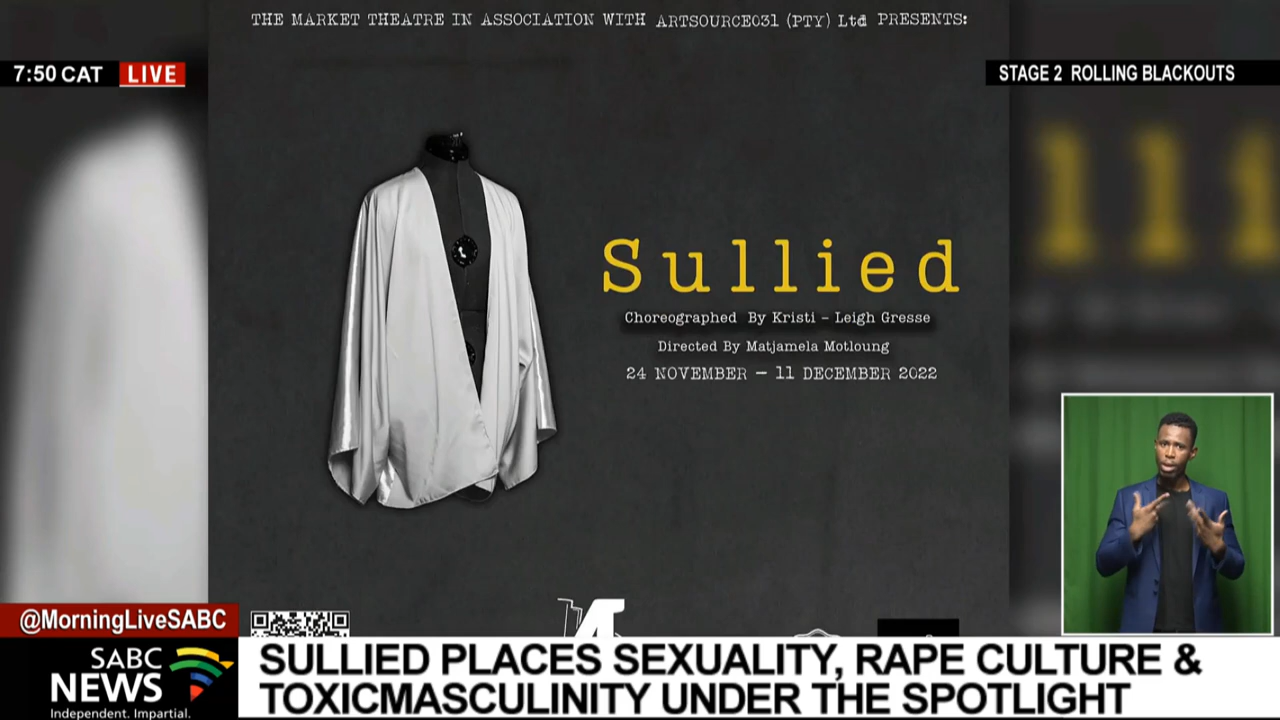 THE MARKET THEATRE IN ASSOCIATION WITH ARTSOURCE031 (PTY) Ltd PRESENTS:
7:50 CAT LIVE
STAGE 2 ROLLING BLACKOUTS
Sullied
Choreographed By Kristi - Leigh Gresse
Directed By Matjamela Motloung
24 NOVEMBER – 11 DECEMBER 2022
@MorningLiveSABC
SABC
NEWS
Independent. Impartial.
SULLIED PLACES SEXUALITY, RAPE CULTURE &
TOXICMASCULINITY UNDER THE SPOTLIGHT